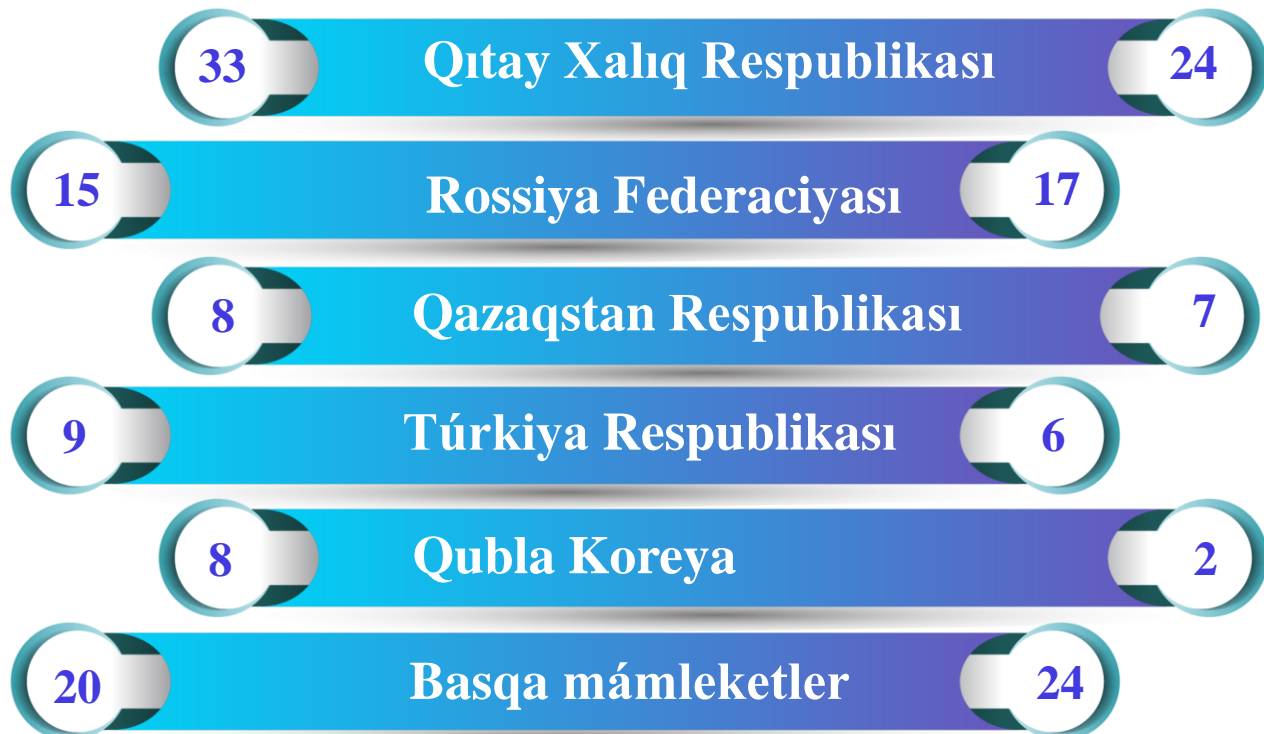 33 Qıtay Xalıq Respublikası 24
15 Rossiya Federaciyası 17
8 Qazaqstan Respublikası 7
9 Túrkiya Respublikası 6
8 Qubla Koreya 2
20 Basqa mámleketler 24